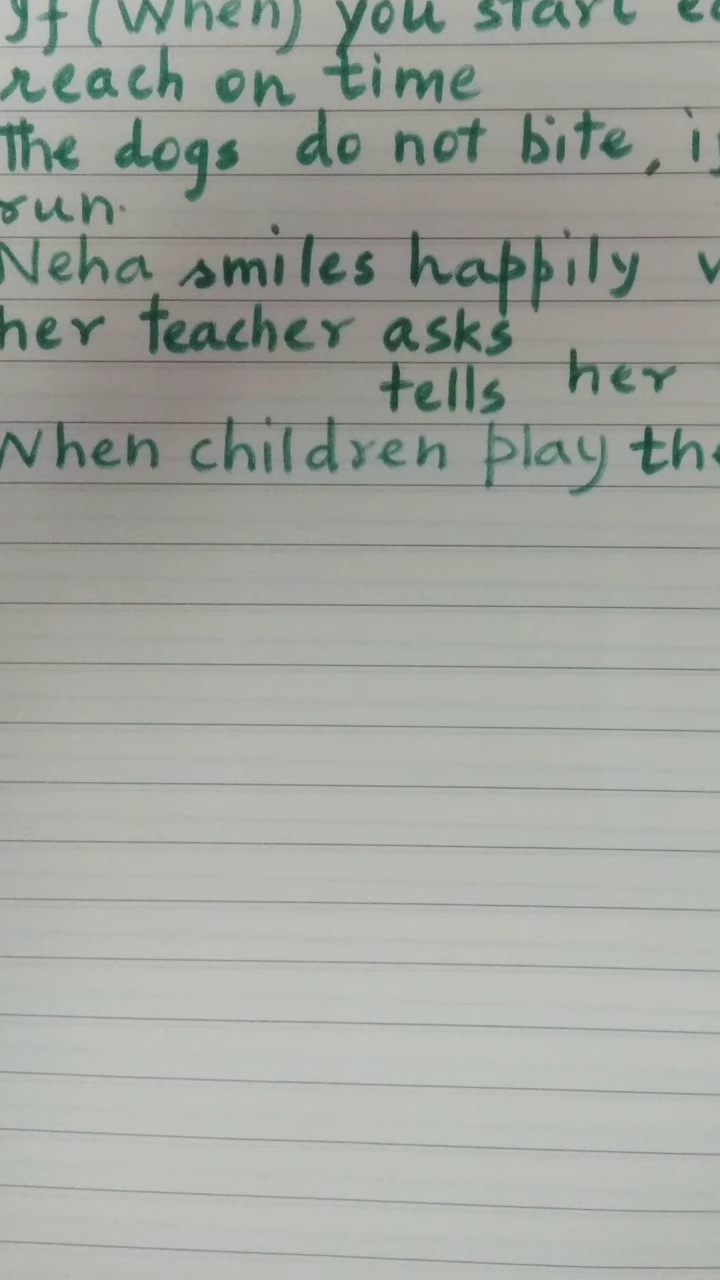 If (When) you start
reach on time
The dogs do not bite,
run.
Neha smiles happily
her teacher asks
tells her
When children play